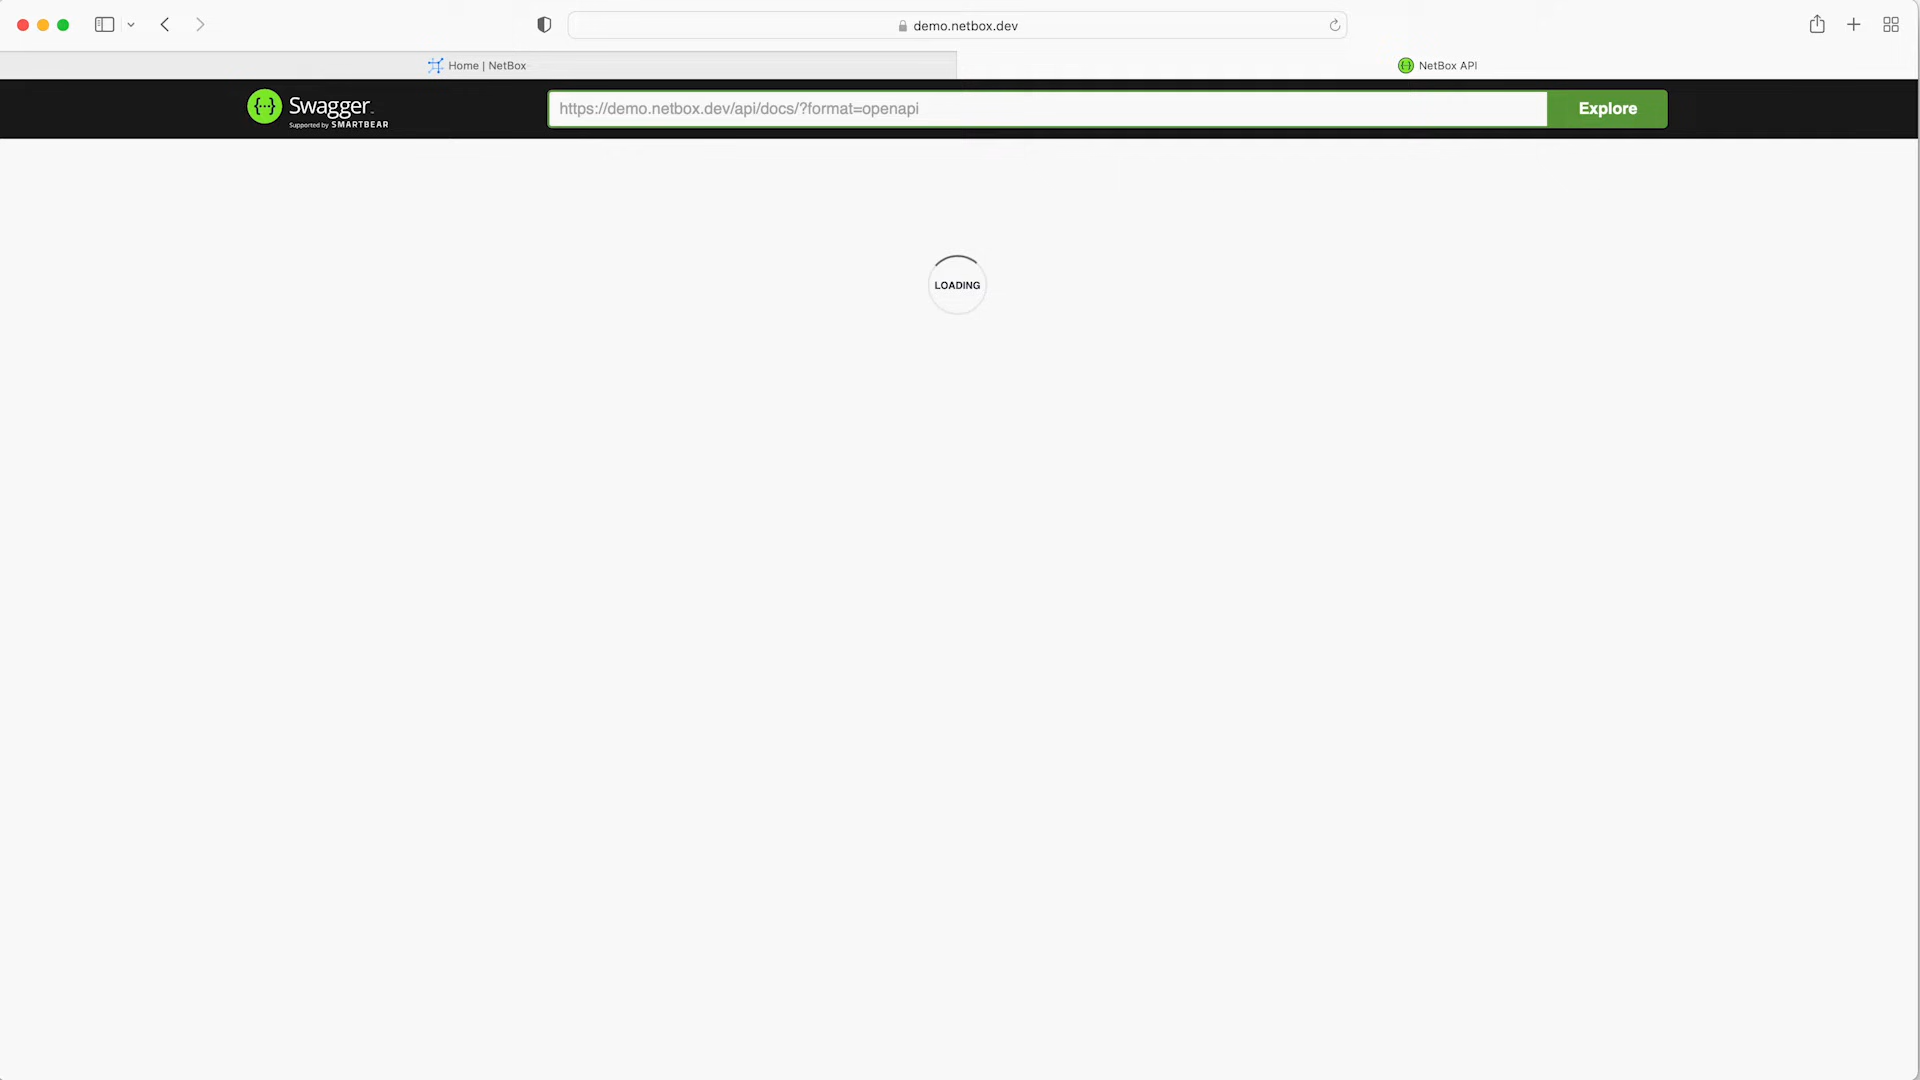 demo.netbox.dev
Home | NetBox
NetBox API
Swagger
Supported by SMARTBEAR
https://demo.netbox.dev/api/docs/?format=openapi
Explore
LOADING